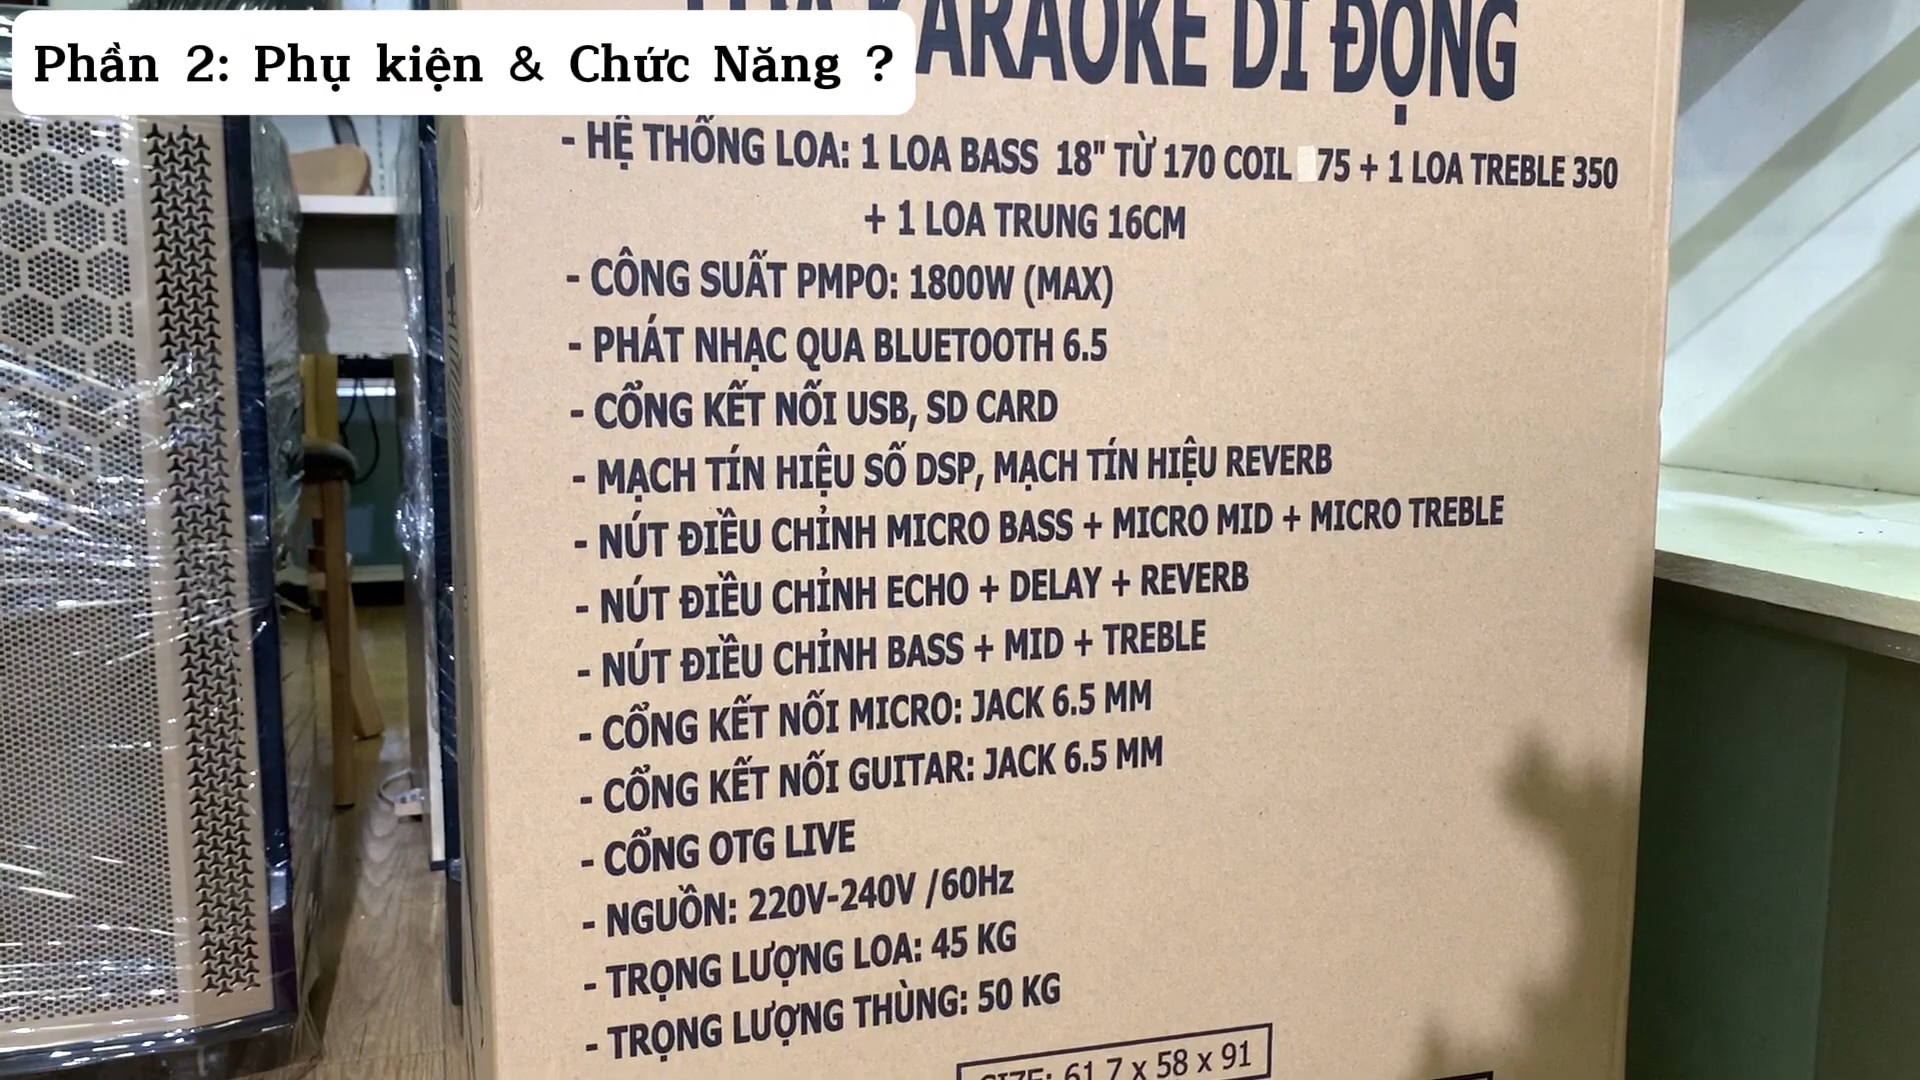 Phần 2: Phụ kiện & Chức Năng ?
LOA KARAOKE DI ĐỘNG
- HỆ THỐNG LOA: 1 LOA BASS 18" TỪ 170 COIL 75 + 1 LOA TREBLE 350
+ 1 LOA TRUNG 16CM
- CÔNG SUẤT PMPO: 1800W (MAX)
- PHÁT NHẠC QUA BLUETOOTH 6.5
- CỔNG KẾT NỐI USB, SD CARD
- MẠCH TÍN HIỆU SỐ DSP, MẠCH TÍN HIỆU REVERB
- NÚT ĐIỀU CHỈNH MICRO BASS + MICRO MID + MICRO TREBLE
- NÚT ĐIỀU CHỈNH ECHO + DELAY + REVERB
- NÚT ĐIỀU CHỈNH BASS + MID + TREBLE
- CỔNG KẾT NỐI MICRO: JACK 6.5 MM
- CỔNG KẾT NỐI GUITAR: JACK 6.5 MM
- CỔNG OTG LIVE
- NGUỒN: 220V-240V /60Hz
- TRỌNG LƯỢNG LOA: 45 KG
- TRỌNG LƯỢNG THÙNG: 50 KG
SIZE: 61.7 x 58 x 91